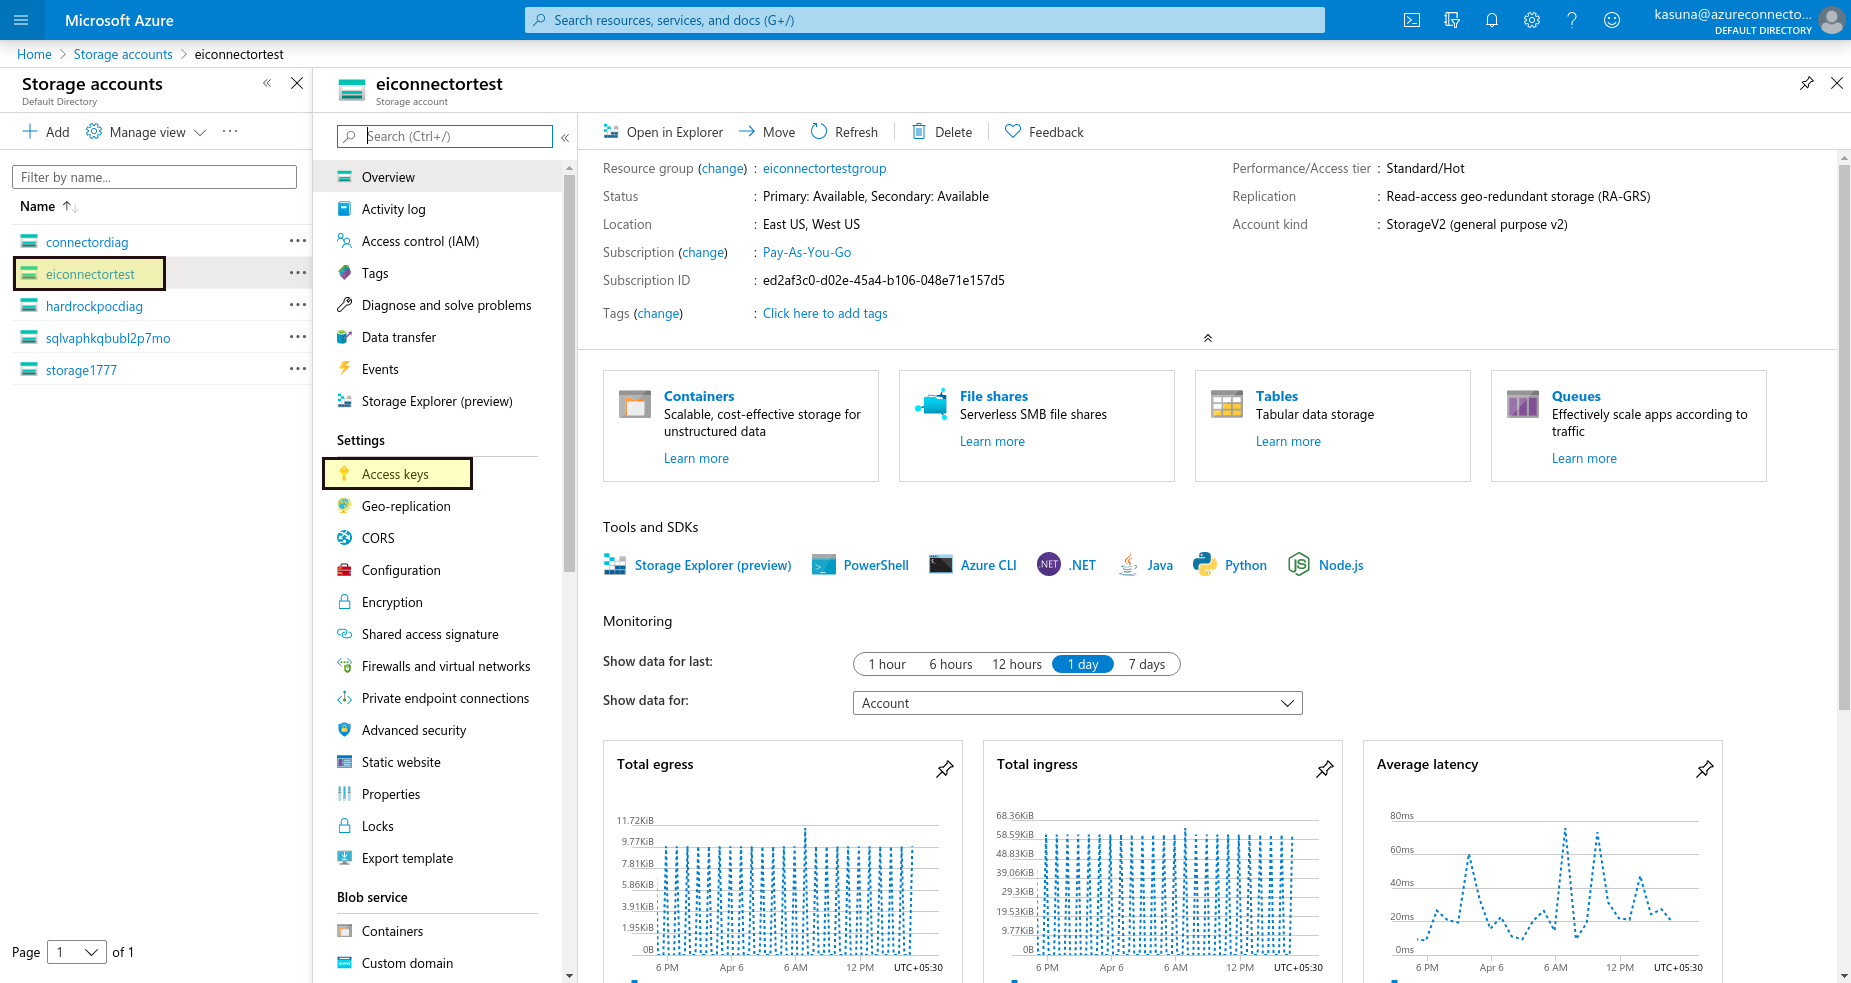 Microsoft Azure
Search resources, services, and docs (G+/)
kasuna@azureconnecto...
DEFAULT DIRECTORY
Home > Storage accounts > eiconnectortest
Storage accounts
Default Directory
Add Manage view
Filter by name...
Name
connectordiag
eiconnectortest
hardrockpocdiag
sqlvaphkqbubl2p7mo
storage1777
Page 1 of 1
eiconnectortest
Storage account
Search (Ctrl+/)
Overview
Activity log
Access control (IAM)
Tags
Diagnose and solve problems
Data transfer
Events
Storage Explorer (preview)
Settings
Access keys
Geo-replication
CORS
Configuration
Encryption
Shared access signature
Firewalls and virtual networks
Private endpoint connections
Advanced security
Static website
Properties
Locks
Export template
Blob service
Containers
Custom domain
Open in Explorer Move Refresh Delete Feedback
Resource group (change) : eiconnectortestgroup
Status : Primary: Available, Secondary: Available
Location : East US, West US
Subscription (change) : Pay-As-You-Go
Subscription ID : ed2af3c0-d02e-45a4-b106-048e71e157d5
Tags (change) : Click here to add tags
Performance/Access tier : Standard/Hot
Replication : Read-access geo-redundant storage (RA-GRS)
Account kind : StorageV2 (general purpose v2)
Containers
Scalable, cost-effective storage for
unstructured data
Learn more
File shares
Serverless SMB file shares
Learn more
Tables
Tabular data storage
Learn more
Queues
Effectively scale apps according to
traffic
Learn more
Tools and SDKs
Storage Explorer (preview) PowerShell Azure CLI .NET .NET Java Python Node.js
Monitoring
Show data for last: 1 hour 6 hours 12 hours 1 day 7 days
Show data for: Account
Total egress
11.72KiB
9.77KiB
7.81KiB
5.86KiB
3.91KiB
1.95KiB
0B
6 PM Apr 6 6 AM 12 PM UTC+05:30
Total ingress
68.36KiB
58.59KiB
48.83KiB
39.06KiB
29.3KiB
19.53KiB
9.77KiB
0B
6 PM Apr 6 6 AM 12 PM UTC+05:30
Average latency
80ms
60ms
40ms
20ms
0ms
6 PM Apr 6 6 AM 12 PM UTC+05:30